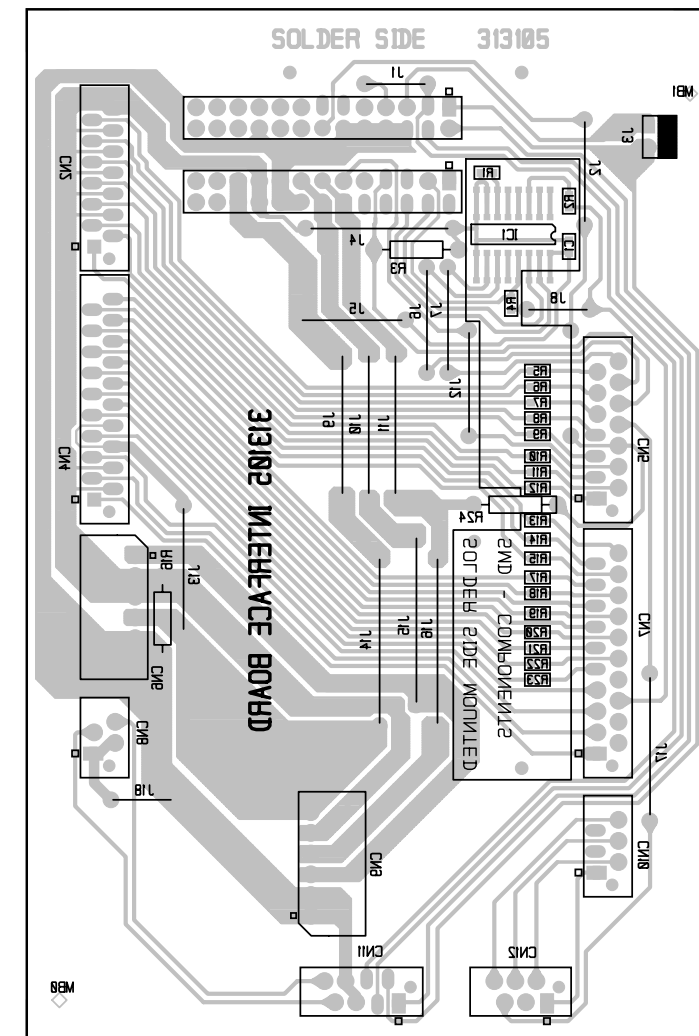 SOLDER SIDE 313105
J1
MB1
J3
CN2
J2
R1
R2
IC1
C1
J4
R3
R4
J8
J5
J6
J7
J12
R5
R6
R7
R8
R9
CN5
J9
J10
J11
313105 INTERFACE BOARD
CN4
R10
R11
R12
R24
R13
R14
R15
R17
R18
R19
R20
R21
R22
R23
SMD - COMPONENTS
SOLDER SIDE MOUNTED
R16
J13
J14
J15
J16
CN6
CN7
CN8
J17
J18
CN9
CN10
CN11
CN12
MB0